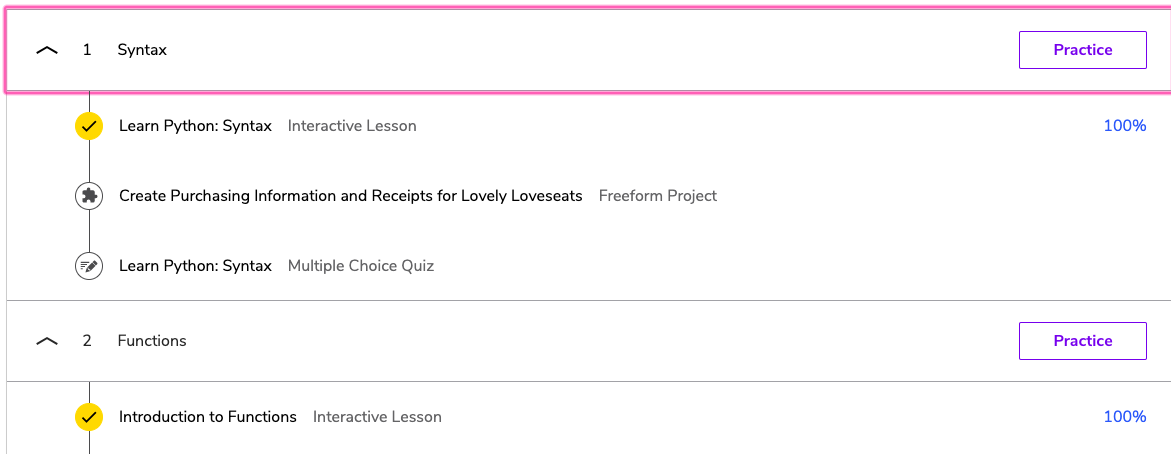 1 Syntax Practice
Learn Python: Syntax Interactive Lesson 100%
Create Purchasing Information and Receipts for Lovely Loveseats Freeform Project
Learn Python: Syntax Multiple Choice Quiz
2 Functions Practice
Introduction to Functions Interactive Lesson 100%